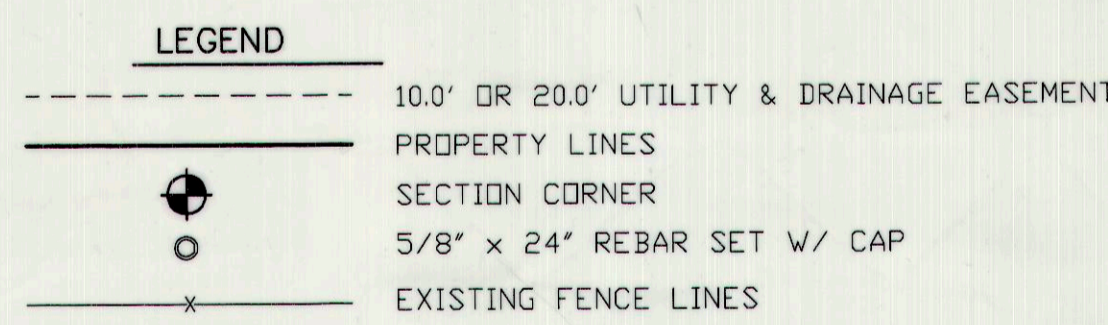 LEGEND
10.0' OR 20.0' UTILITY & DRAINAGE EASEMENT
PROPERTY LINES
SECTION CORNER
5/8" x 24" REBAR SET W/ CAP
x EXISTING FENCE LINES